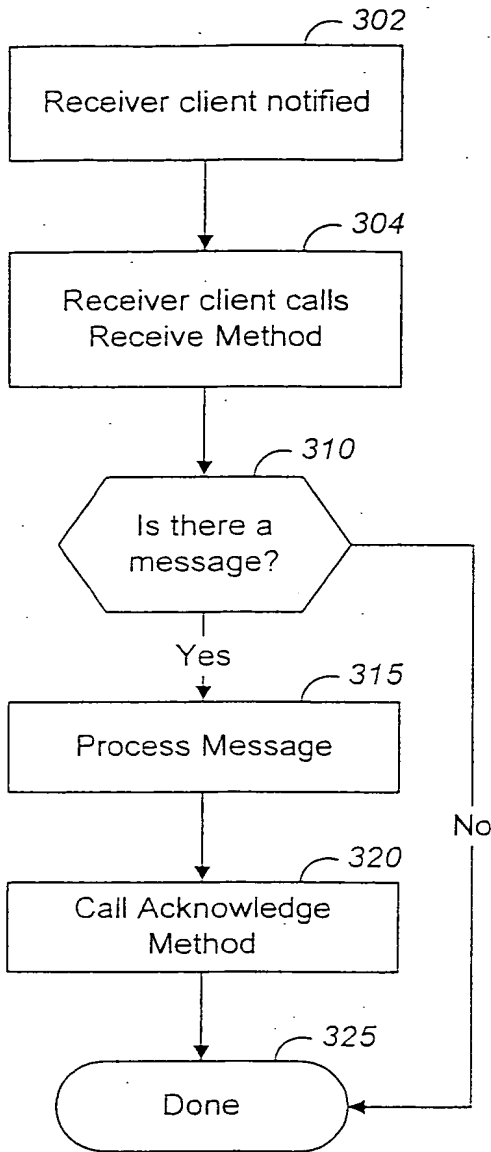 302
Receiver client notified
304
Receiver client calls
Receive Method
310
Is there a
message?
Yes
315
Process Message
No
320
Call Acknowledge
Method
325
Done